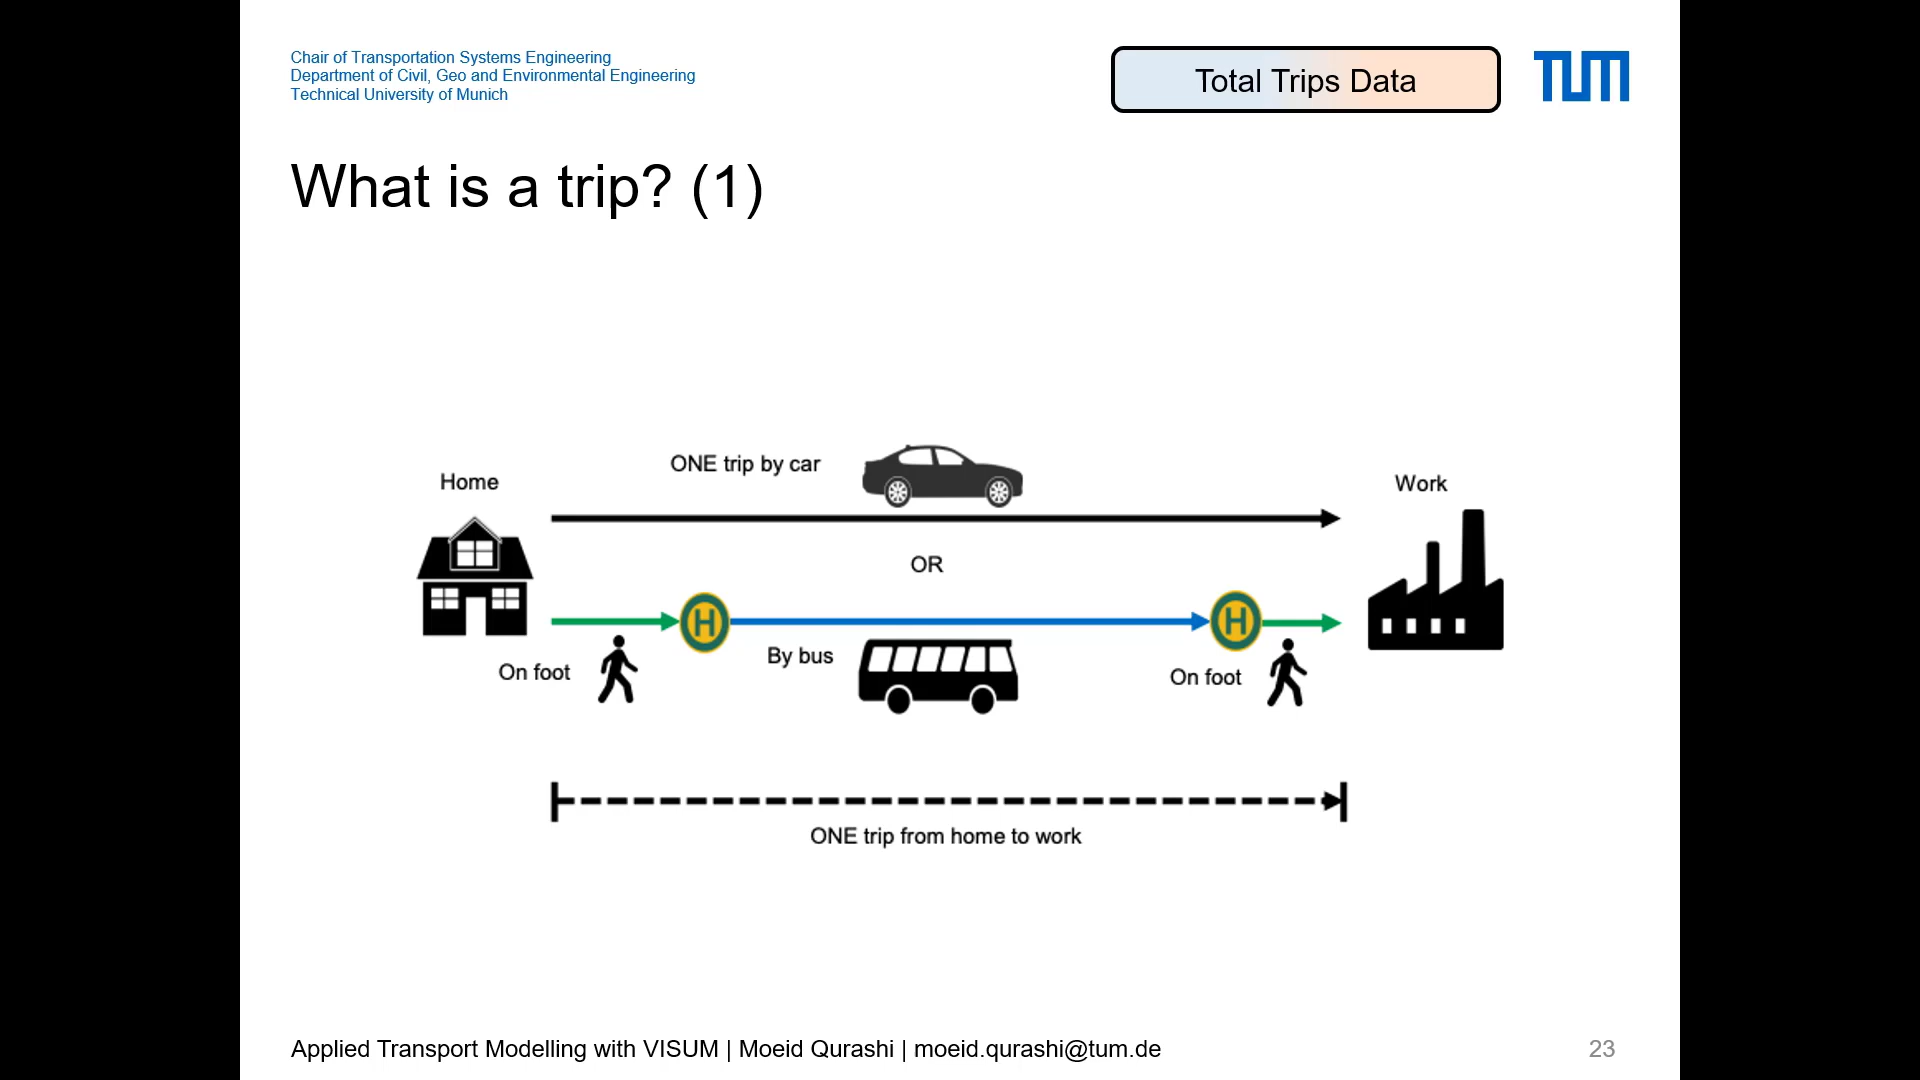 Chair of Transportation Systems Engineering
Department of Civil, Geo and Environmental Engineering
Technical University of Munich
Total Trips Data
TUM
What is a trip? (1)
ONE trip by car
Home
Work
OR
H
H
By bus
On foot
On foot
ONE trip from home to work
Applied Transport Modelling with VISUM | Moeid Qurashi | moeid.qurashi@tum.de
23